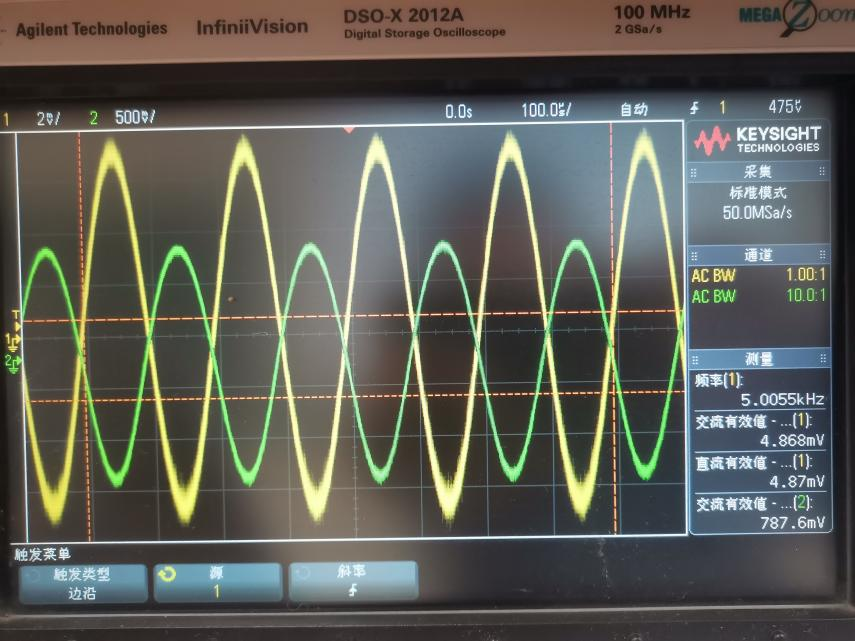 Agilent Technologies InfiniiVision DSO-X 2012A 100 MHz MEGA Zoom
Digital Storage Oscilloscope 2 GSa/s
1 2㎷/ 2 500㎷/ 0.0s 100.0㎲/ 自动 1 475㎶
KEYSIGHT
TECHNOLOGIES
采集
标准模式
50.0MSa/s
通道
AC BW 1.00:1
AC BW 10.0:1
T
1
2
测量
频率(1):
5.0055kHz
交流有效值 - ...(1):
4.868mV
直流有效值 - ...(1):
4.87mV
交流有效值 - ...(2):
787.6mV
触发菜单
触发类型 源 斜率
边沿 1